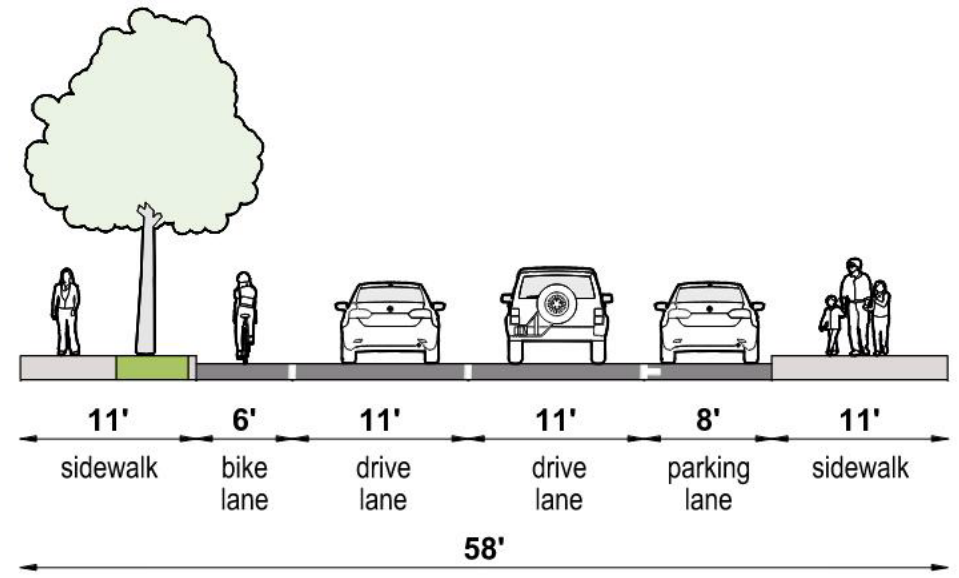 11' 6' 11' 11' 8' 11'
sidewalk bike lane drive lane drive lane parking lane sidewalk
58'